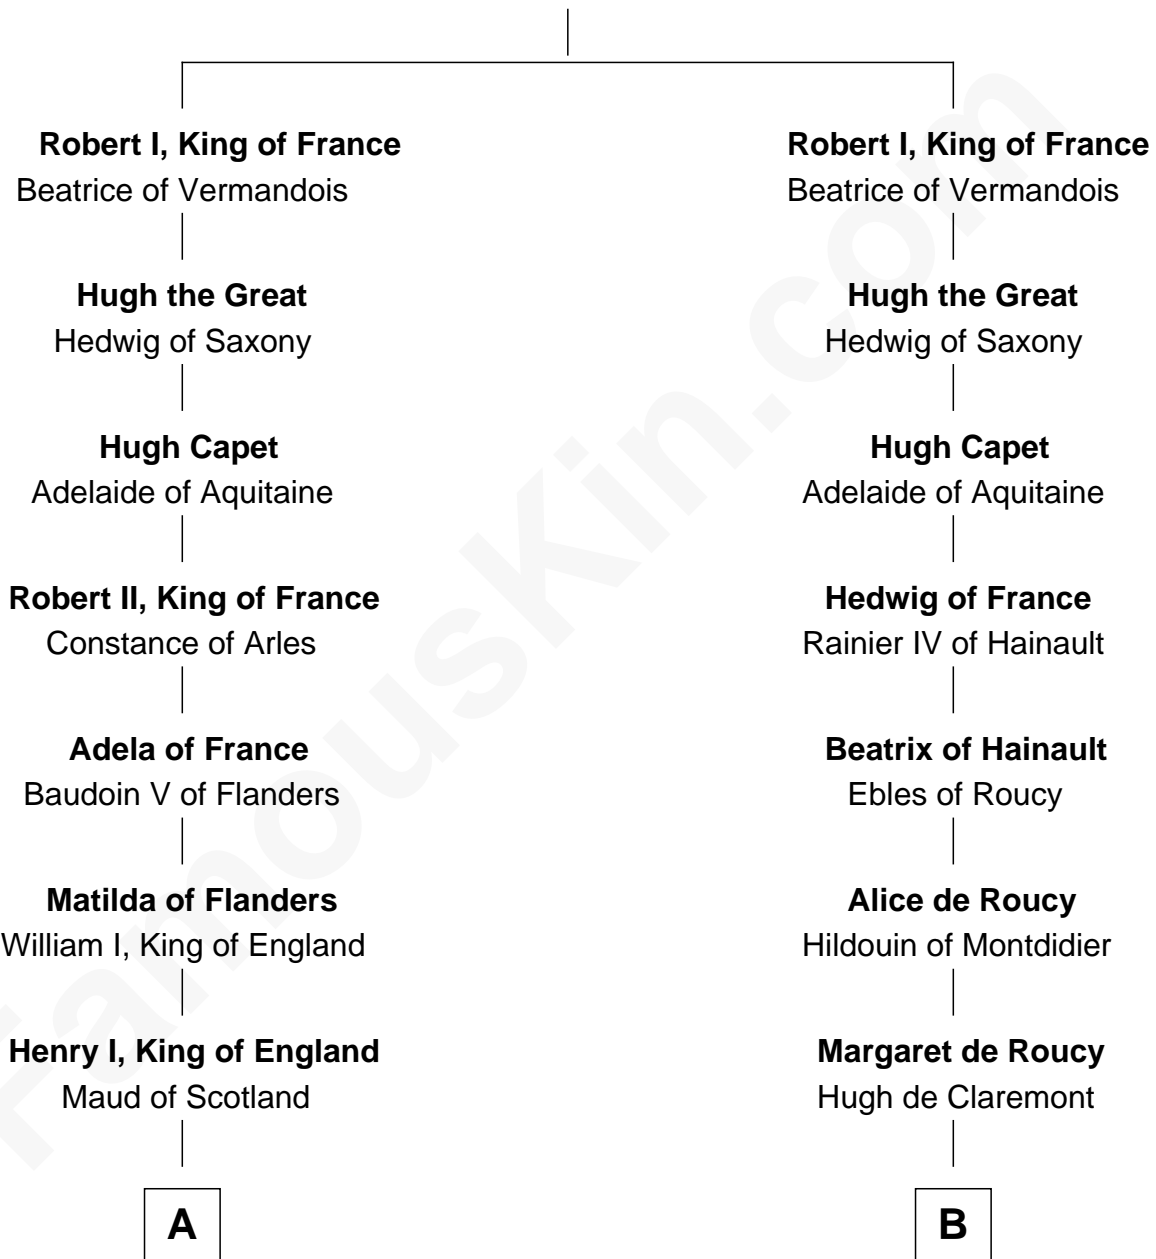 Robert I, King of France
Beatrice of Vermandois
Hugh the Great
Hedwig of Saxony
Hugh Capet
Adelaide of Aquitaine
Robert II, King of France
Constance of Arles
Adela of France
Baudoin V of Flanders
Matilda of Flanders
William I, King of England
Henry I, King of England
Maud of Scotland
A
Robert I, King of France
Beatrice of Vermandois
Hugh the Great
Hedwig of Saxony
Hugh Capet
Adelaide of Aquitaine
Hedwig of France
Rainier IV of Hainault
Beatrix of Hainault
Ebles of Roucy
Alice de Roucy
Hildouin of Montdidier
Margaret de Roucy
Hugh de Claremont
B
FamousKin.com